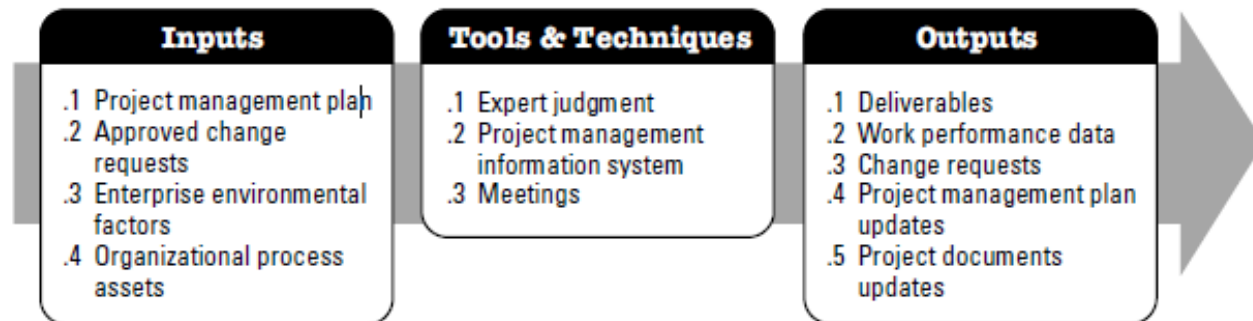 Inputs
.1 Project management plan
.2 Approved change
requests
.3 Enterprise environmental
factors
.4 Organizational process
assets
Tools & Techniques
.1 Expert judgment
.2 Project management
information system
.3 Meetings
Outputs
.1 Deliverables
.2 Work performance data
.3 Change requests
.4 Project management plan
updates
.5 Project documents
updates